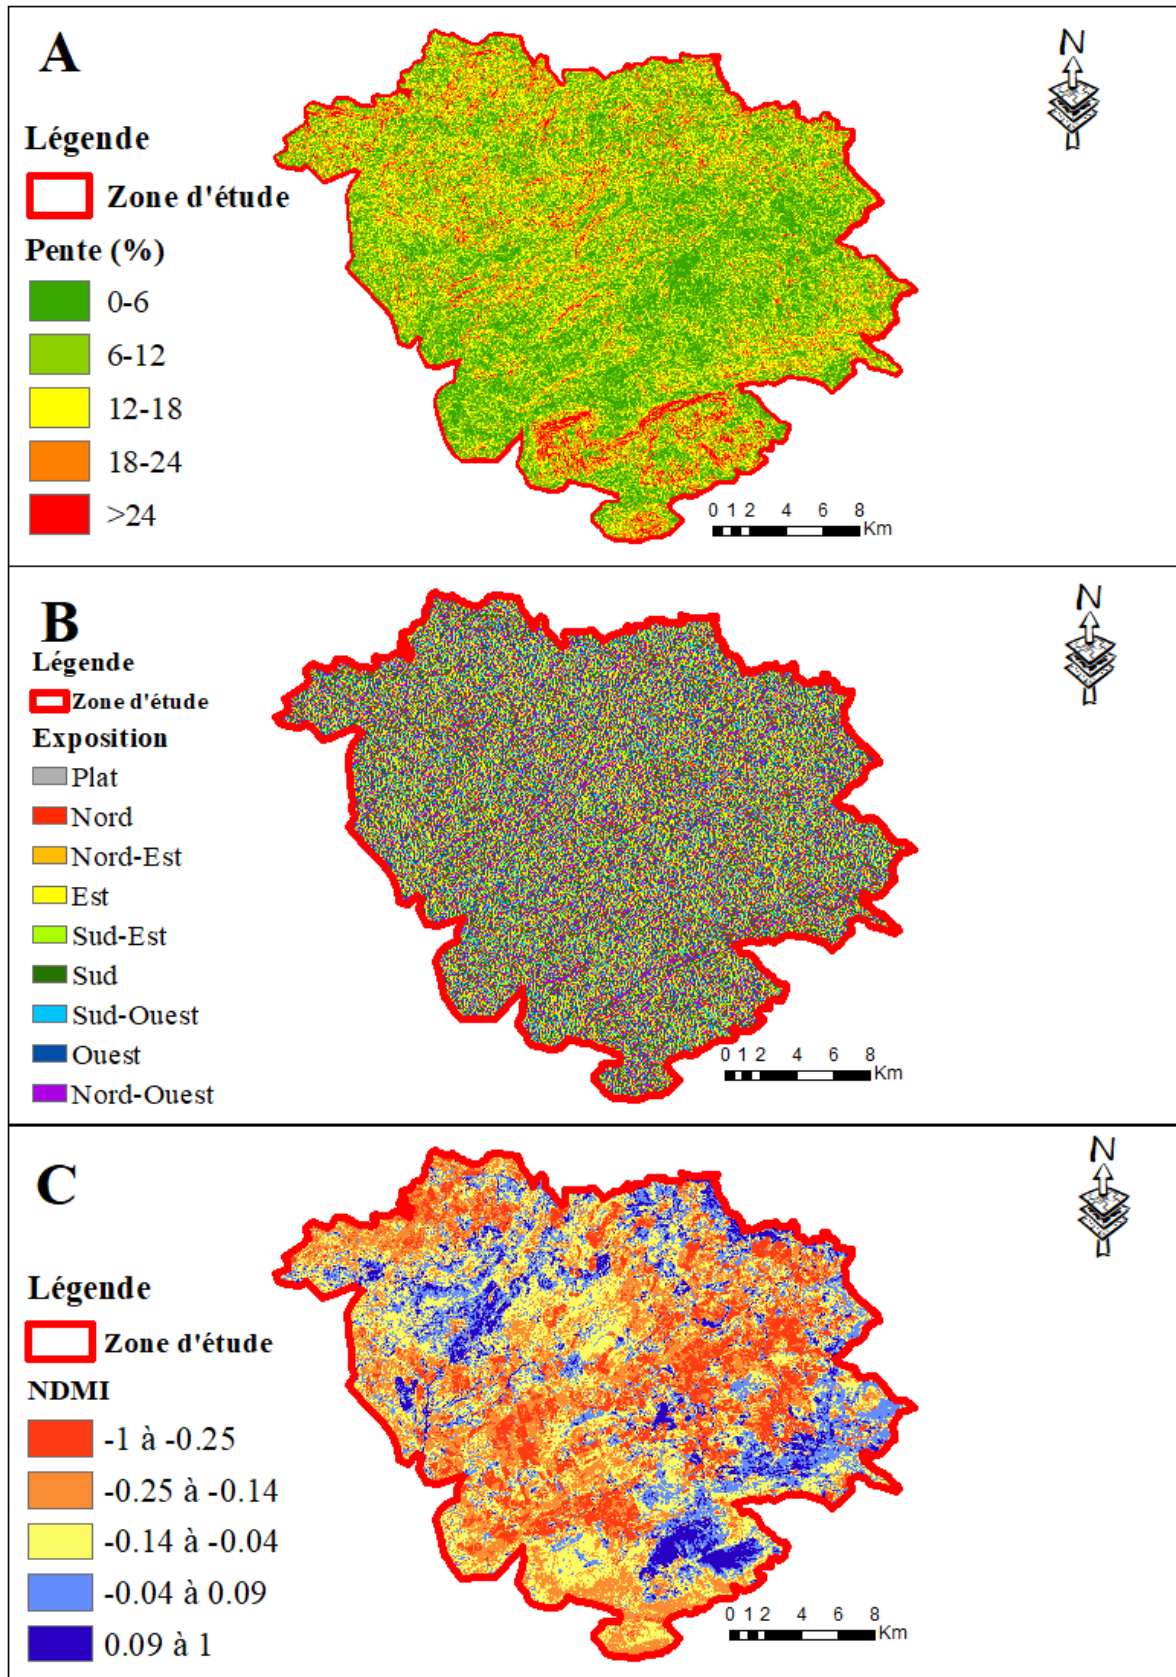 A
N
Légende
Zone d'étude
Pente (%)
0-6
6-12
12-18
18-24
>24
0 1 2 4 6 8
Km
B
N
Légende
Zone d'étude
Exposition
Plat
Nord
Nord-Est
Est
Sud-Est
Sud
Sud-Ouest
Ouest
Nord-Ouest
0 1 2 4 6 8
Km
C
N
Légende
Zone d'étude
NDMI
-1 à -0.25
-0.25 à -0.14
-0.14 à -0.04
-0.04 à 0.09
0.09 à 1
0 1 2 4 6 8
Km